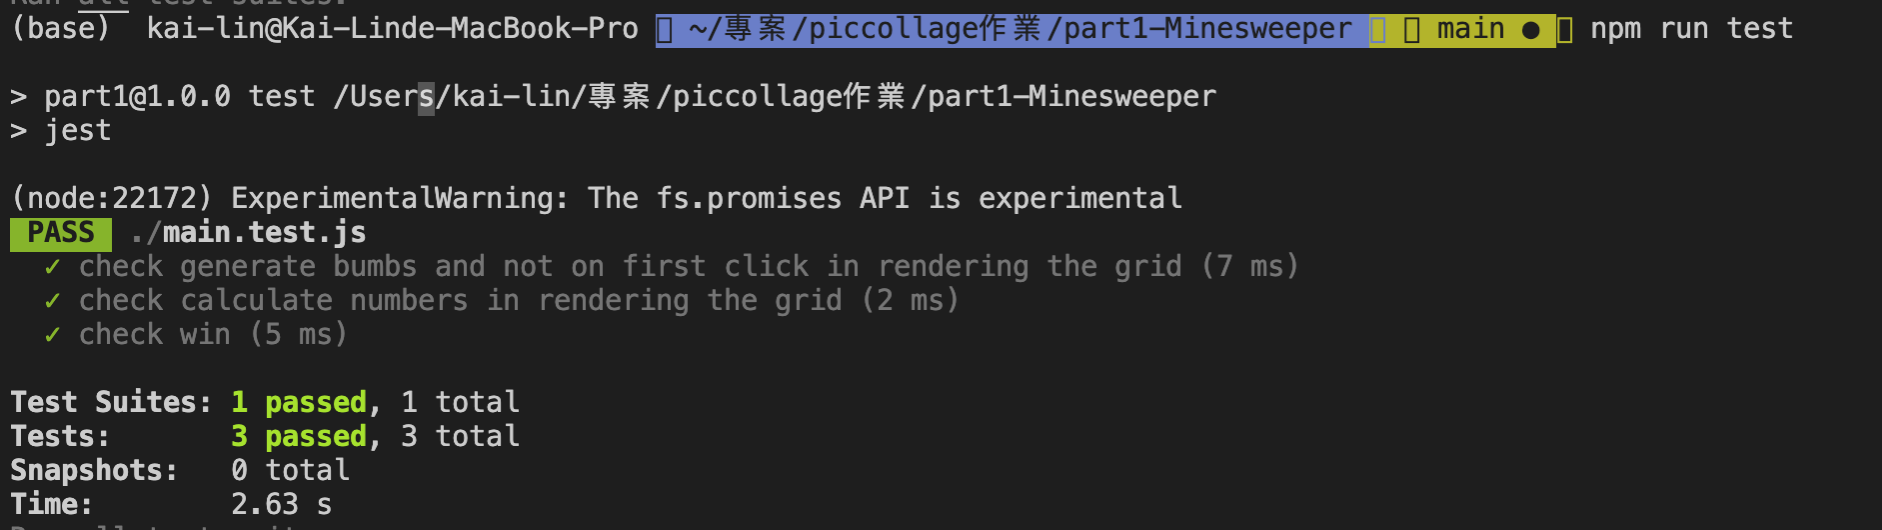 Ran all test suites.
(base)  kai-lin@Kai-Linde-MacBook-Pro  ~/專案/piccollage作業/part1-Minesweeper   main ●  npm run test
> part1@1.0.0 test /Users/kai-lin/專案/piccollage作業/part1-Minesweeper
> jest
(node:22172) ExperimentalWarning: The fs.promises API is experimental
PASS ./main.test.js
✓ check generate bumbs and not on first click in rendering the grid (7 ms)
✓ check calculate numbers in rendering the grid (2 ms)
✓ check win (5 ms)
Test Suites: 1 passed, 1 total
Tests:       3 passed, 3 total
Snapshots:   0 total
Time:        2.63 s